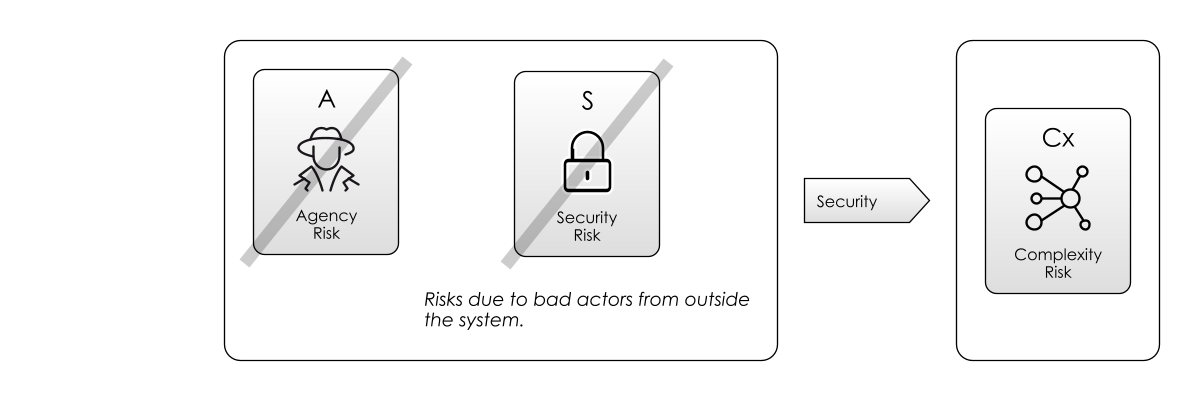 A
Agency
Risk
S
Security
Risk
Risks due to bad actors from outside
the system.
Security
Cx
Complexity
Risk